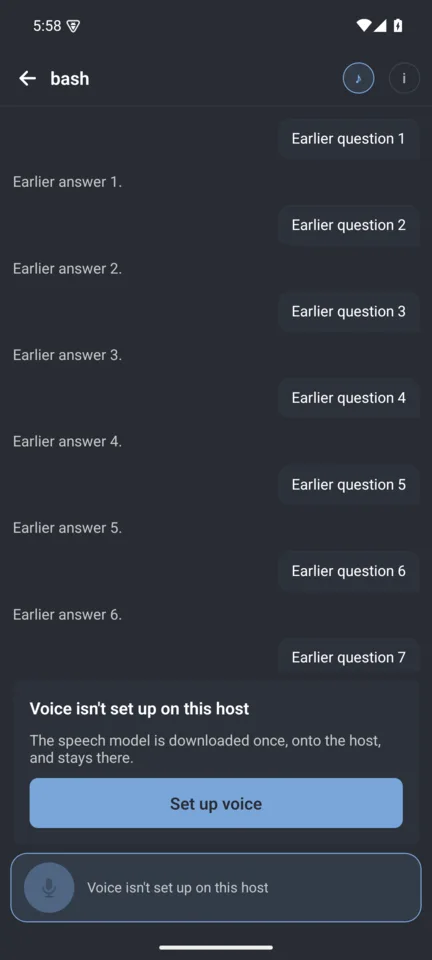 5:58
bash
♪
i
Earlier question 1
Earlier answer 1.
Earlier question 2
Earlier answer 2.
Earlier question 3
Earlier answer 3.
Earlier question 4
Earlier answer 4.
Earlier question 5
Earlier answer 5.
Earlier question 6
Earlier answer 6.
Earlier question 7
Voice isn't set up on this host
The speech model is downloaded once, onto the host,
and stays there.
Set up voice
Voice isn't set up on this host